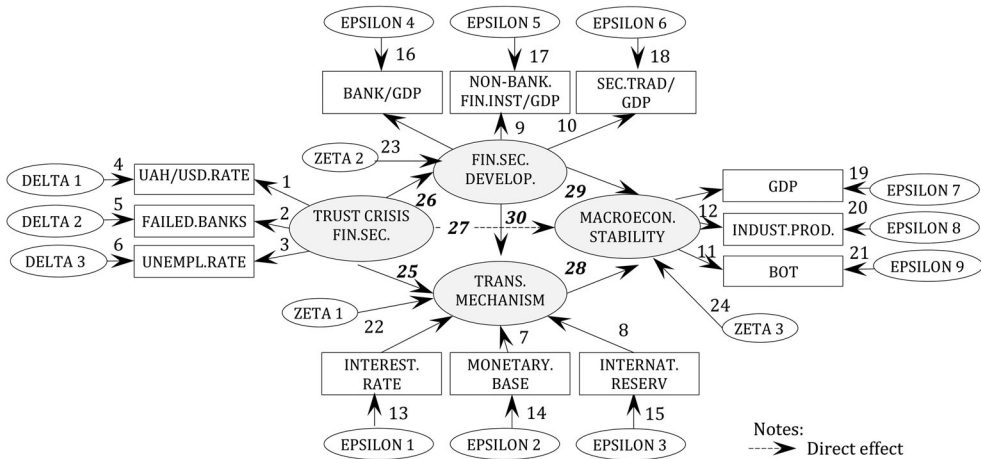 EPSILON 4
EPSILON 5
EPSILON 6
16
17
18
BANK/GDP
NON-BANK.
FIN.INST/GDP
SEC.TRAD/
GDP
9
10
ZETA 2
23
FIN.SEC.
DEVELOP.
DELTA 1
4
UAH/USD.RATE
1
DELTA 2
5
FAILED.BANKS
2
DELTA 3
6
UNEMPL.RATE
3
TRUST CRISIS
FIN.SEC.
26
27
30
29
25
28
MACROECON.
STABILITY
GDP
19
EPSILON 7
12
INDUST.PROD.
20
EPSILON 8
11
BOT
21
EPSILON 9
TRANS.
MECHANISM
ZETA 1
22
24
ZETA 3
7
8
INTEREST.
RATE
MONETARY.
BASE
INTERNAT.
RESERV
13
14
15
EPSILON 1
EPSILON 2
EPSILON 3
Notes:
Direct effect